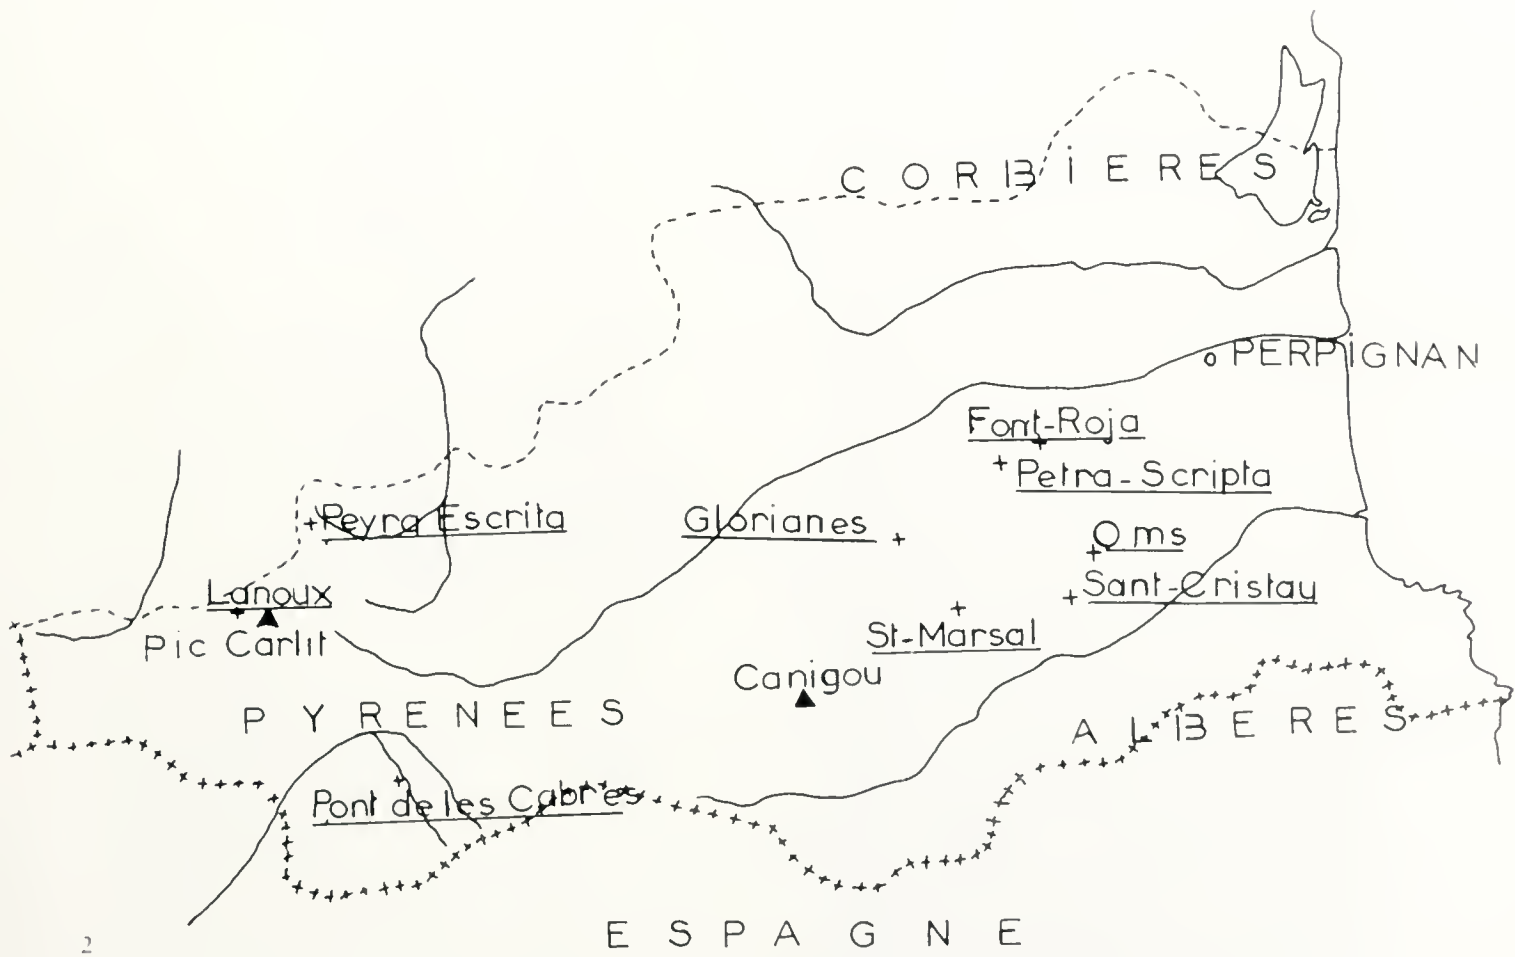 CORBIERES
PERPIGNAN
Font-Roja
Petra-Scripta
Peyra Escrita
Glorianes
Oms
Lanoux
Sant-Cristau
Pic Carlit
St-Marsal
Canigou
PYRENEES
ALBERES
Pont de les Cabres
ESPAGNE
2